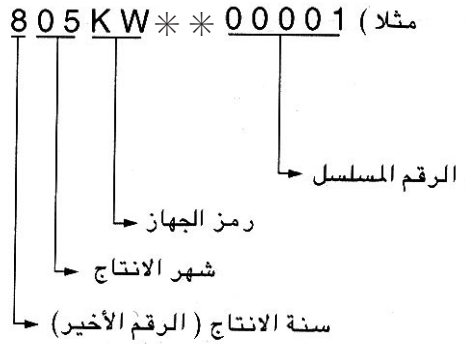 مثلا ) 805KW✳✳00001
الرقم المسلسل
رمز الجهاز
شهر الانتاج
سنة الانتاج ( الرقم الأخير )